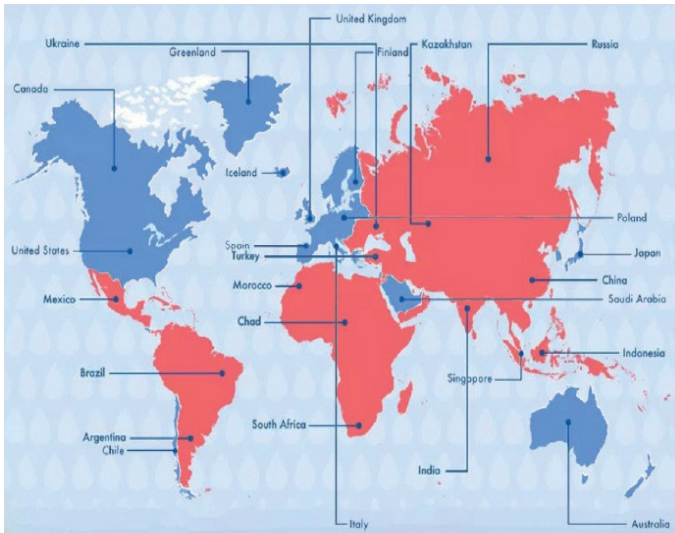 United Kingdom
Ukraine
Greenland
Finland
Kazakhstan
Russia
Canada
Iceland
Poland
United States
Spain
Turkey
Japan
Morocco
China
Mexico
Saudi Arabia
Chad
Brazil
Singapore
Indonesia
Argentina
Chile
South Africa
India
Italy
Australia